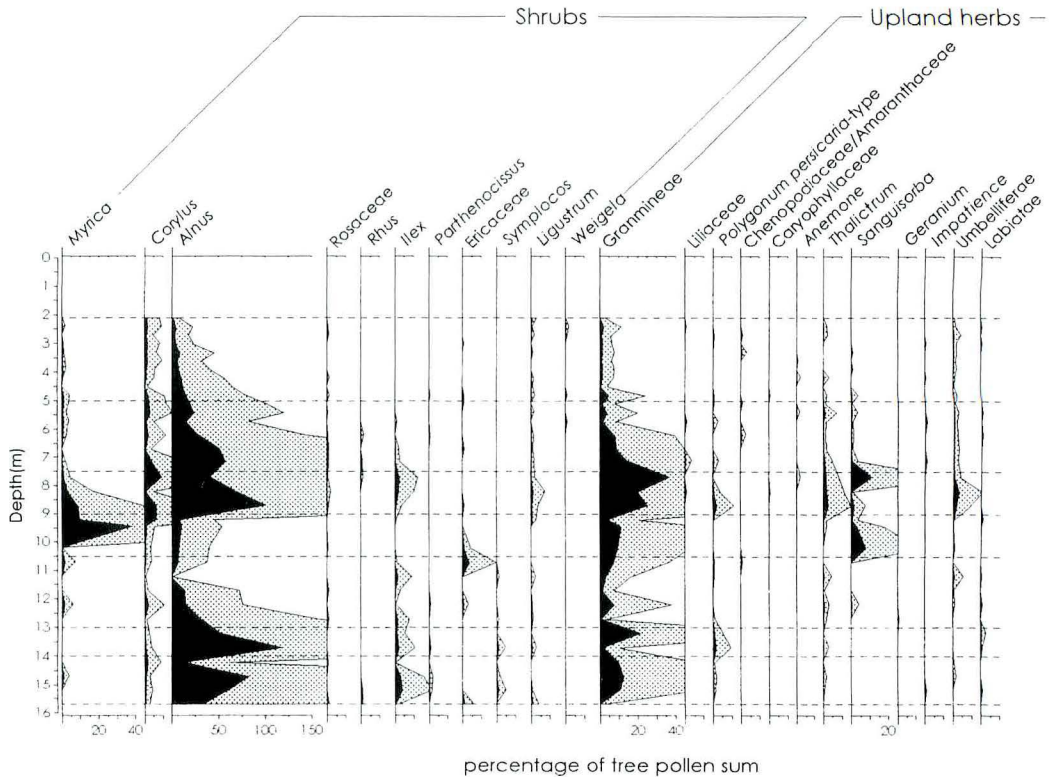 Shrubs
Upland herbs
Myrica
Corylus
Alnus
Rosaceae
Rhus
Ilex
Parthenocissus
Ericaceae
Symplocos
Ligustrum
Weigela
Grammineae
Liliaceae
Polygonum persicaria-type
Chemopodiaceae/Amaranthaceae
Caryophyllaceae
Anemone
Thalictrum
Sanguisorba
Geranium
Impatience
Umbelliferae
Labiatae
Depth(m)
0
1
2
3
4
5
6
7
8
9
10
11
12
13
14
15
16
20 40 50 100 150 20 40 20
percentage of tree pollen sum